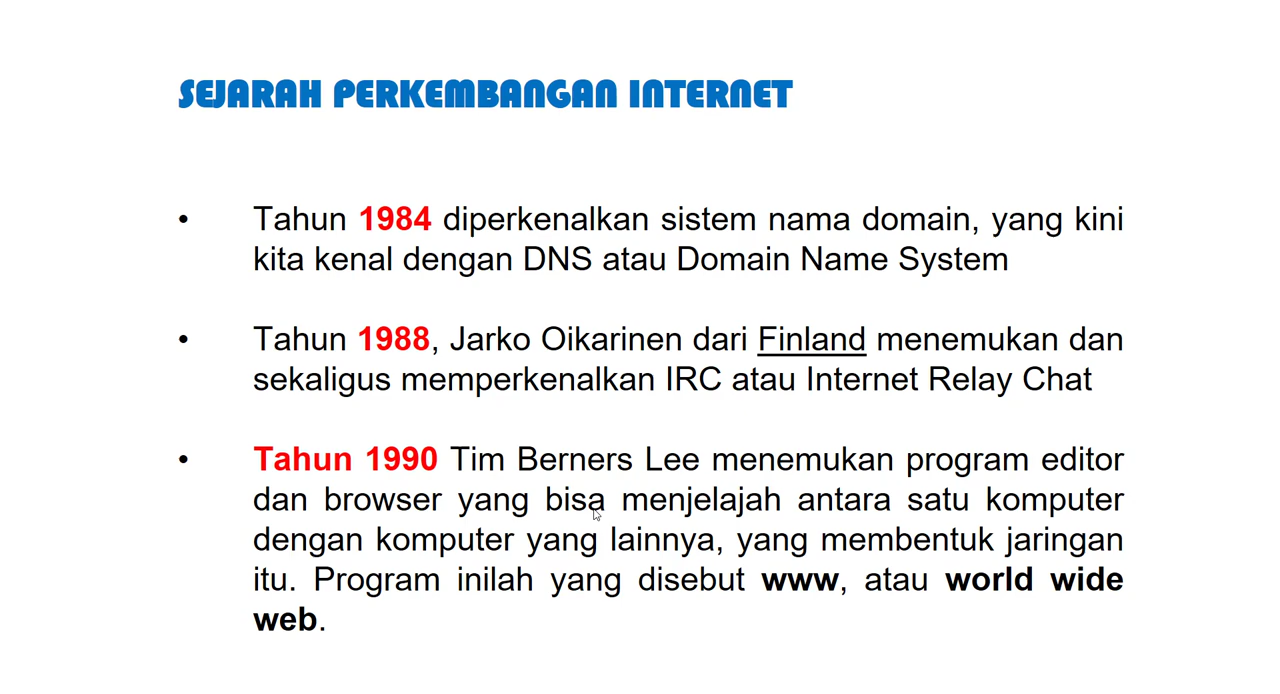 SEJARAH PERKEMBANGAN INTERNET
• Tahun 1984 diperkenalkan sistem nama domain, yang kini
kita kenal dengan DNS atau Domain Name System
• Tahun 1988, Jarko Oikarinen dari Finland menemukan dan
sekaligus memperkenalkan IRC atau Internet Relay Chat
• Tahun 1990 Tim Berners Lee menemukan program editor
dan browser yang bisa menjelajah antara satu komputer
dengan komputer yang lainnya, yang membentuk jaringan
itu. Program inilah yang disebut www, atau world wide
web.